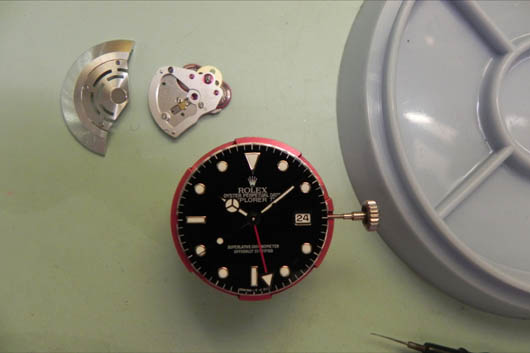 ROLEX
OYSTER PERPETUAL DATE
EXPLORER II
24
SUPERLATIVE CHRONOMETER
OFFICIALLY CERTIFIED